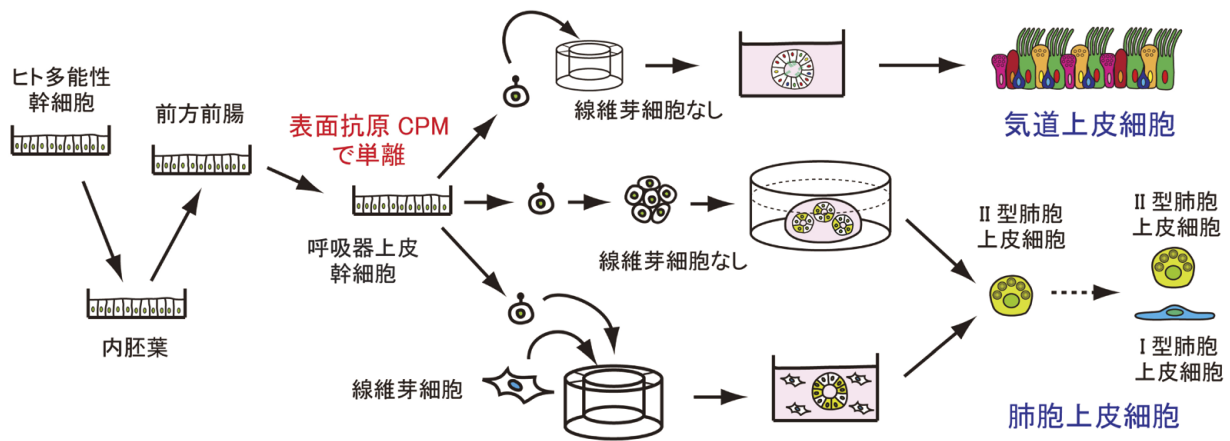 ヒト多能性
幹細胞
前方前腸
内胚葉
表面抗原 CPM
で単離
呼吸器上皮
幹細胞
線維芽細胞なし
気道上皮細胞
線維芽細胞なし
線維芽細胞
II 型肺胞
上皮細胞
II 型肺胞
上皮細胞
I 型肺胞
上皮細胞
肺胞上皮細胞